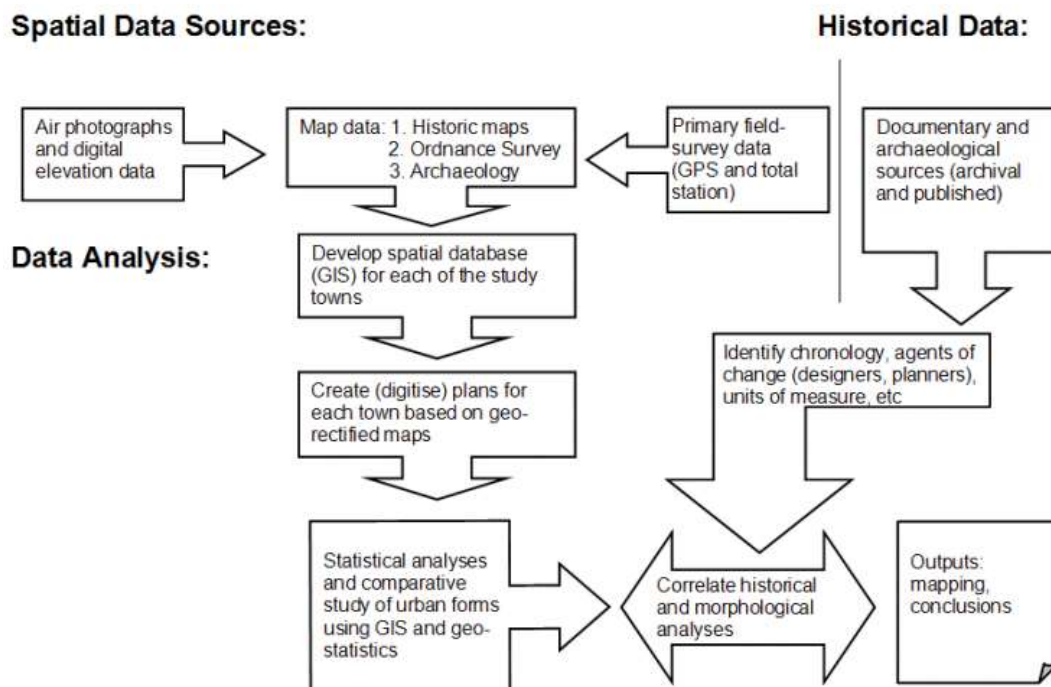 Spatial Data Sources:
Historical Data:
Air photographs
and digital
elevation data
Map data: 1. Historic maps
2. Ordnance Survey
3. Archaeology
Primary field-
survey data
(GPS and total
station)
Documentary and
archaeological
sources (archival
and published)
Data Analysis:
Develop spatial database
(GIS) for each of the study
towns
Identify chronology, agents of
change (designers, planners),
units of measure, etc
Create (digitise) plans for
each town based on geo-
rectified maps
Statistical analyses
and comparative
study of urban forms
using GIS and geo-
statistics
Correlate historical
and morphological
analyses
Outputs:
mapping,
conclusions